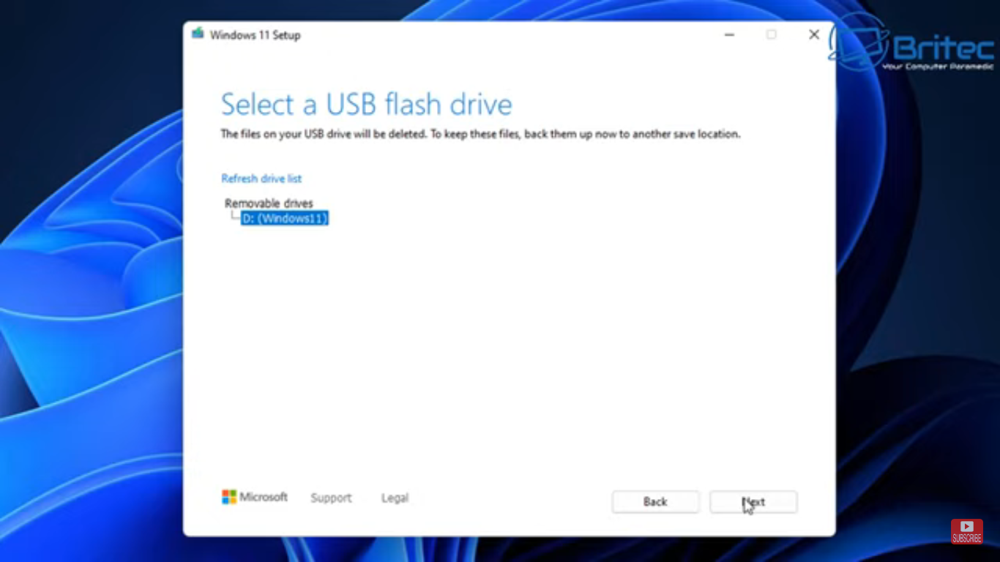 Windows 11 Setup
Britec
Your Computer Paramedic
Select a USB flash drive
The files on your USB drive will be deleted. To keep these files, back them up now to another save location.
Refresh drive list
Removable drives
D: (Windows11)
Microsoft
Support
Legal
Back
Next
SUBSCRIBE